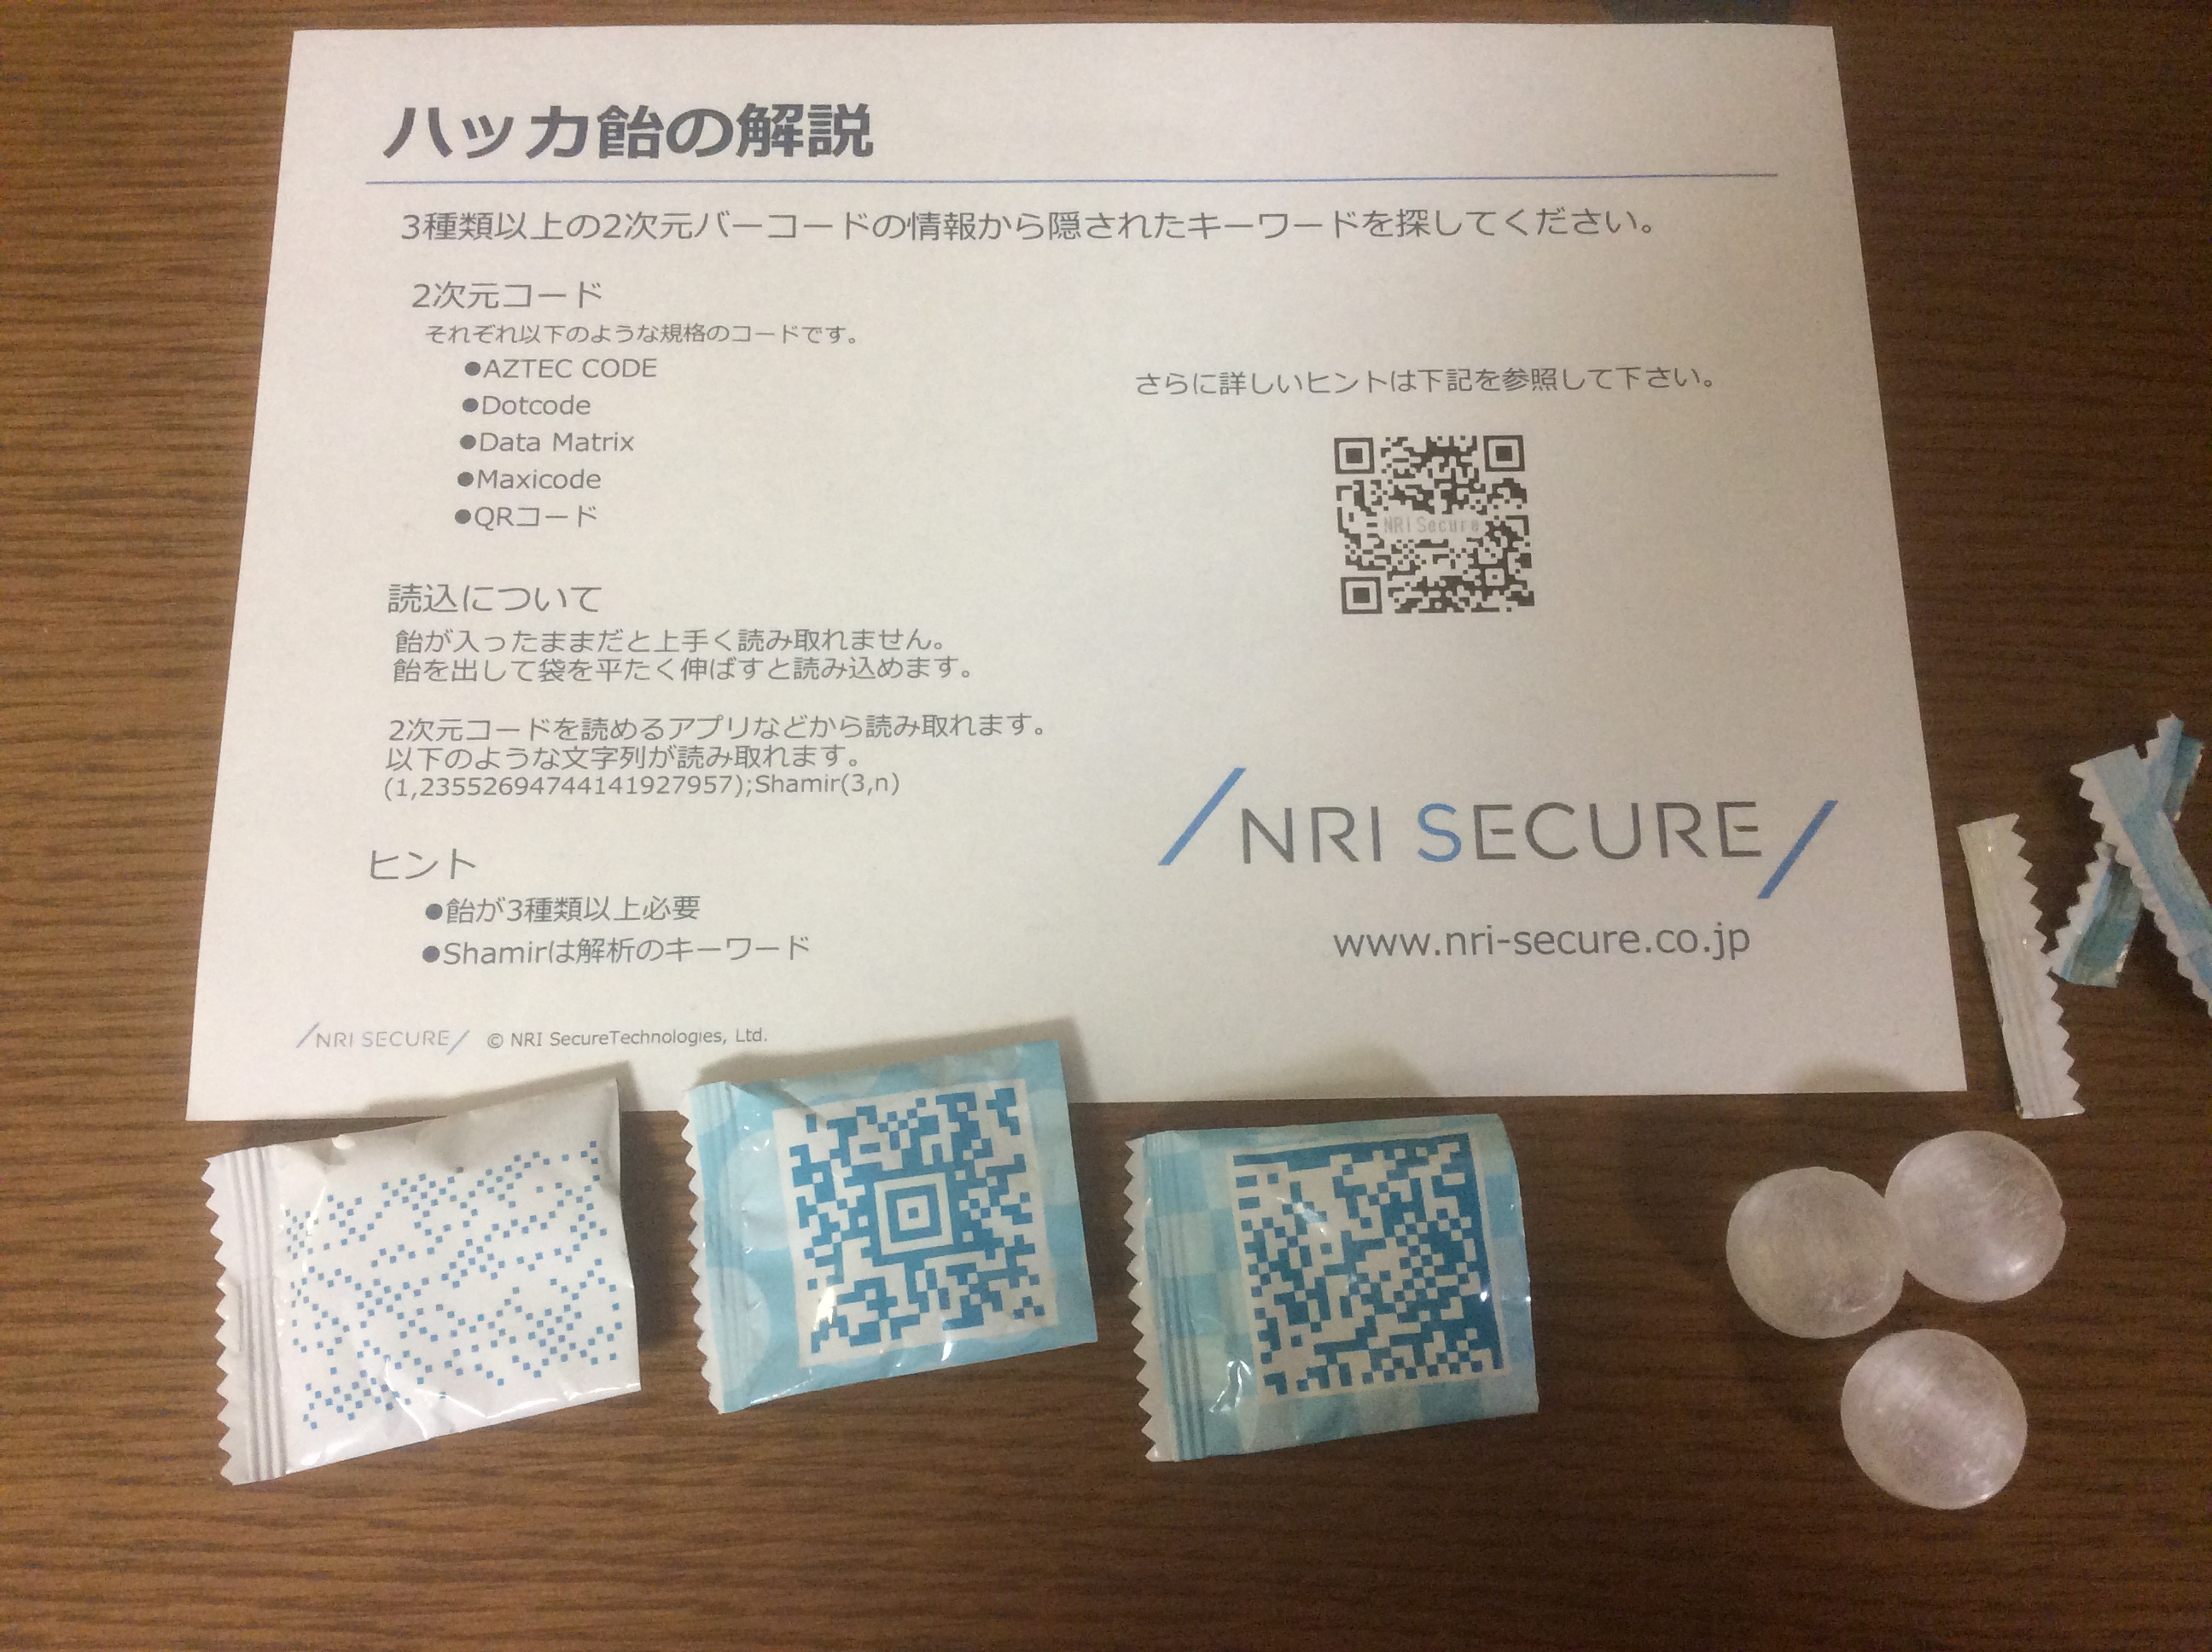 ハッカ飴の解説
3種類以上の2次元バーコードの情報から隠されたキーワードを探してください。
2次元コード
それぞれ以下のような規格のコードです。
●AZTEC CODE
●Dotcode
●Data Matrix
●Maxicode
●QRコード
さらに詳しいヒントは下記を参照して下さい。
NRI Secure
読込について
飴が入ったままだと上手く読み取れません。
飴を出して袋を平たく伸ばすと読み込めます。
2次元コードを読めるアプリなどから読み取れます。
以下のような文字列が読み取れます。
(1,23552694744141927957);Shamir(3,n)
ヒント
●飴が3種類以上必要
●Shamirは解析のキーワード
NRI SECURE
www.nri-secure.co.jp
NRI SECURE © NRI SecureTechnologies, Ltd.